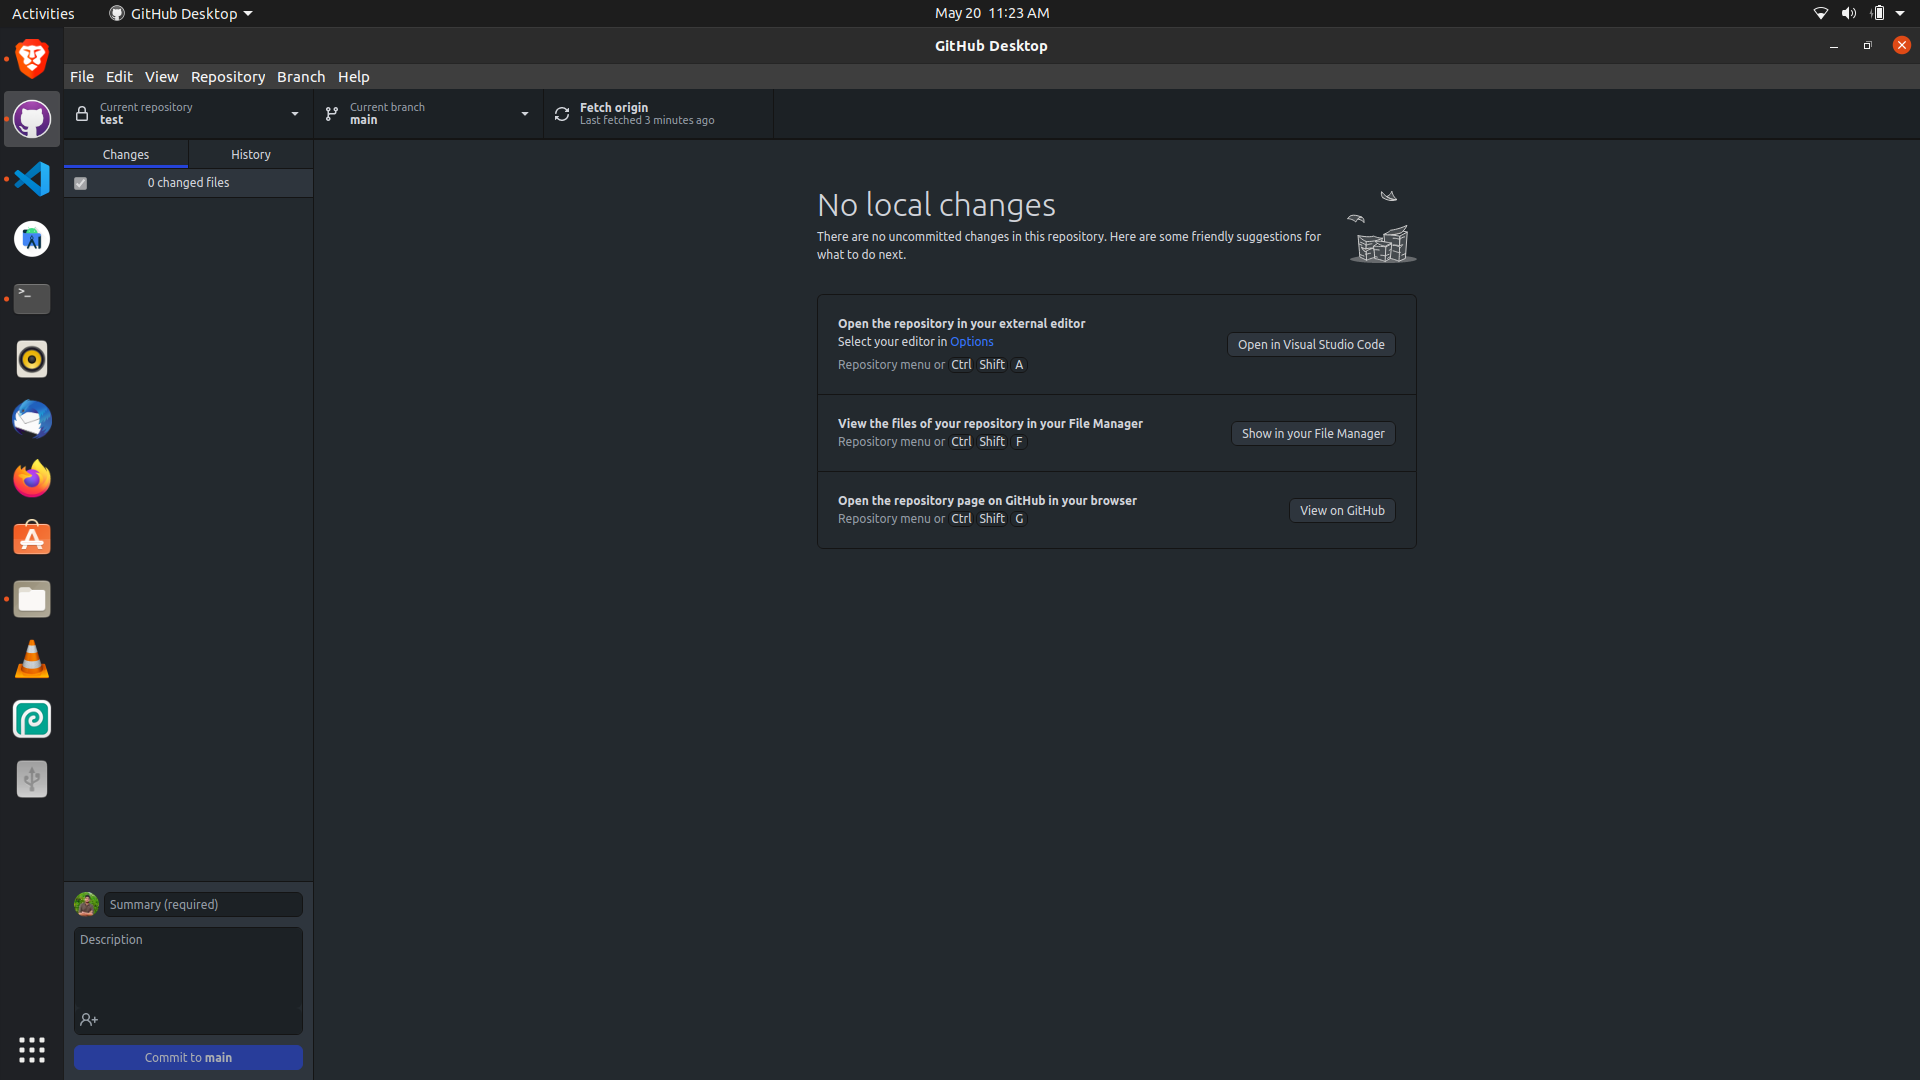 Activities
GitHub Desktop
May 20 11:23 AM
GitHub Desktop
File Edit View Repository Branch Help
Current repository
test
Current branch
main
Fetch origin
Last fetched 3 minutes ago
Changes
History
0 changed files
No local changes
There are no uncommitted changes in this repository. Here are some friendly suggestions for
what to do next.
Open the repository in your external editor
Select your editor in Options
Repository menu or Ctrl Shift A
Open in Visual Studio Code
View the files of your repository in your File Manager
Repository menu or Ctrl Shift F
Show in your File Manager
Open the repository page on GitHub in your browser
Repository menu or Ctrl Shift G
View on GitHub
Summary (required)
Description
Commit to main